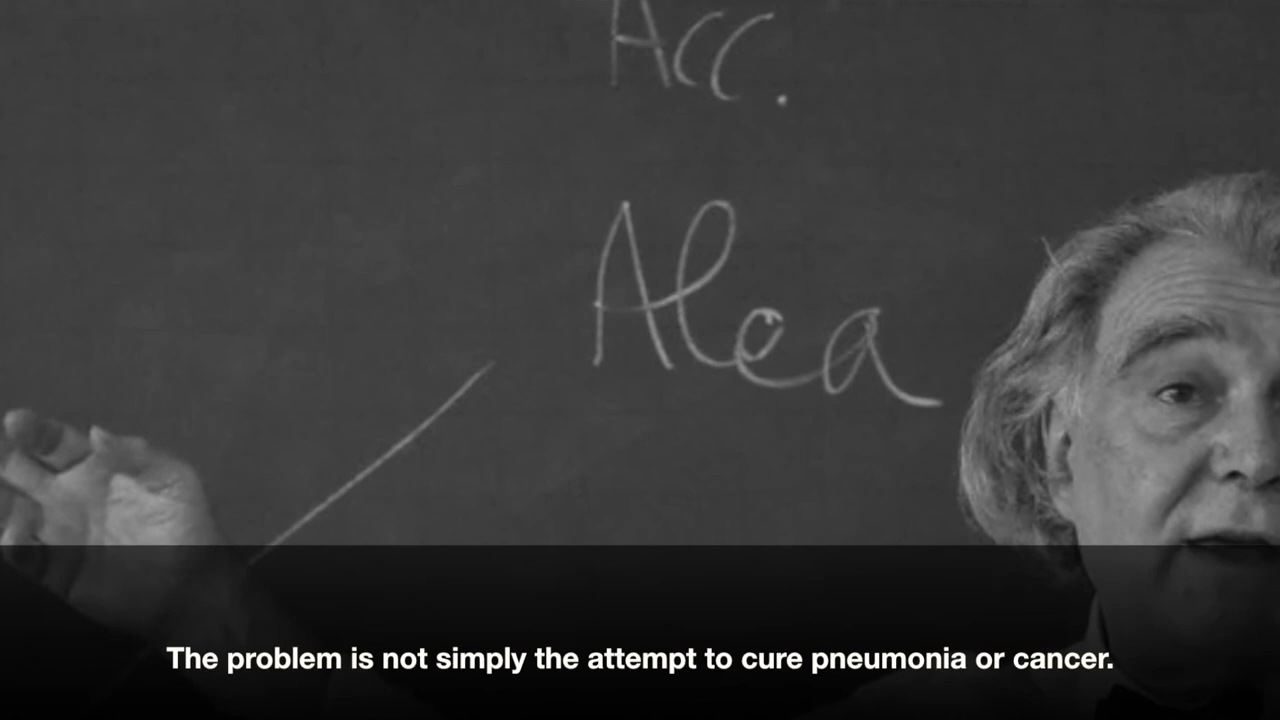 Acc.
Alea
The problem is not simply the attempt to cure pneumonia or cancer.